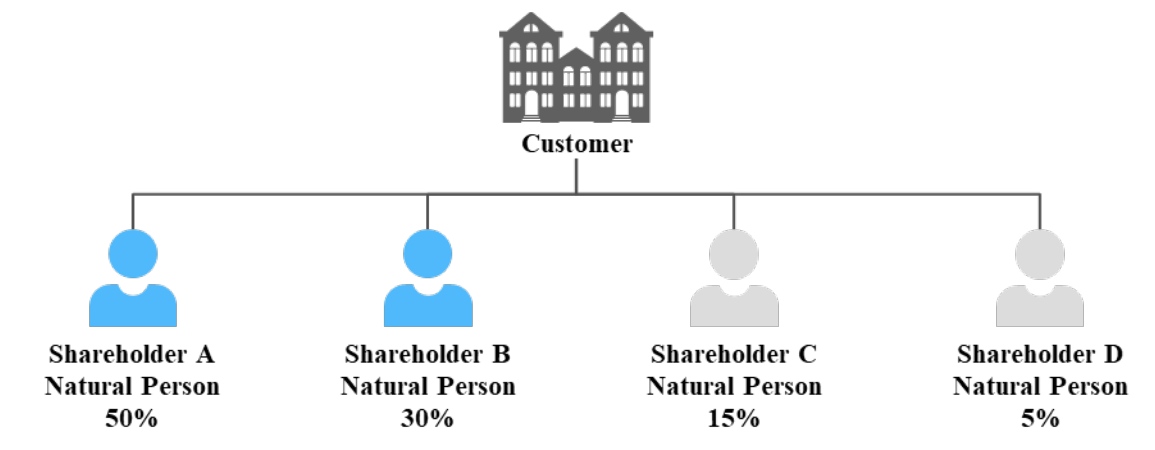 Customer
Shareholder A
Natural Person
50%
Shareholder B
Natural Person
30%
Shareholder C
Natural Person
15%
Shareholder D
Natural Person
5%